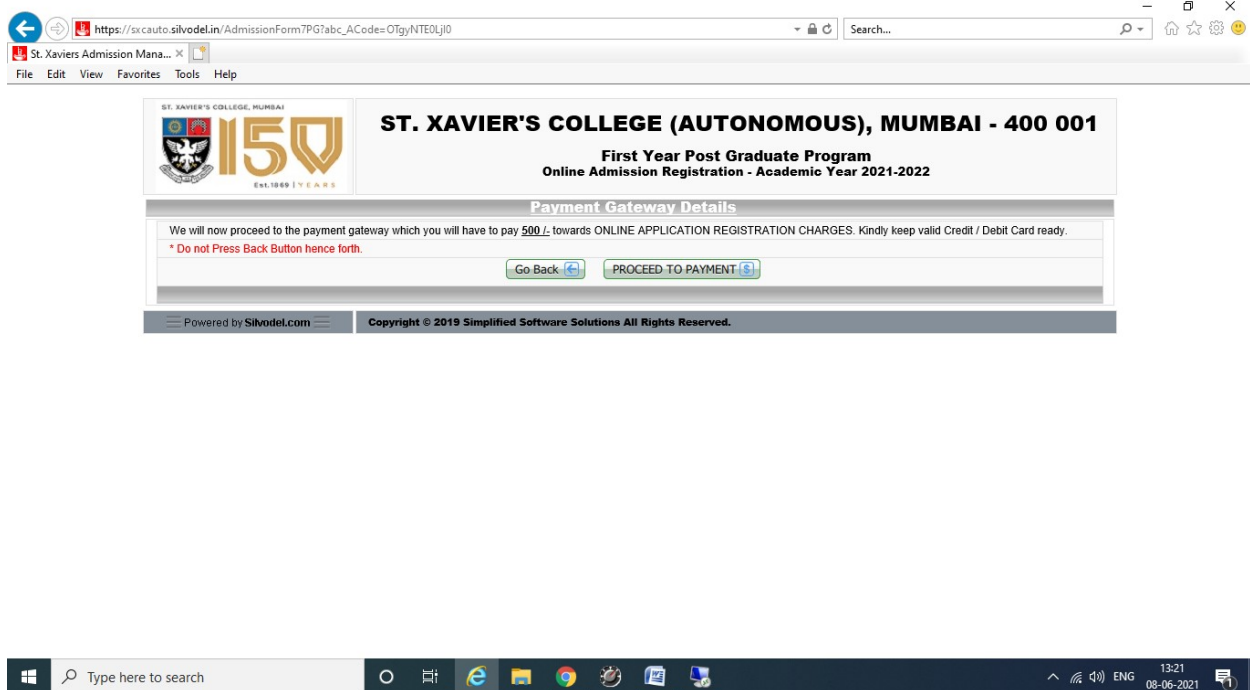 https://sxcauto.silvodel.in/AdmissionForm7PG?abc_ACode=OTgyNTE0LjI0
Search...
St. Xaviers Admission Mana...
File Edit View Favorites Tools Help
ST. XAVIER'S COLLEGE, MUMBAI
150
Est.1869 | YEARS
ST. XAVIER'S COLLEGE (AUTONOMOUS), MUMBAI - 400 001
First Year Post Graduate Program
Online Admission Registration - Academic Year 2021-2022
Payment Gateway Details
We will now proceed to the payment gateway which you will have to pay 500 /- towards ONLINE APPLICATION REGISTRATION CHARGES. Kindly keep valid Credit / Debit Card ready.
* Do not Press Back Button hence forth.
Go Back PROCEED TO PAYMENT
Powered by Silvodel.com Copyright © 2019 Simplified Software Solutions All Rights Reserved.
Type here to search
ENG
13:21
08-06-2021